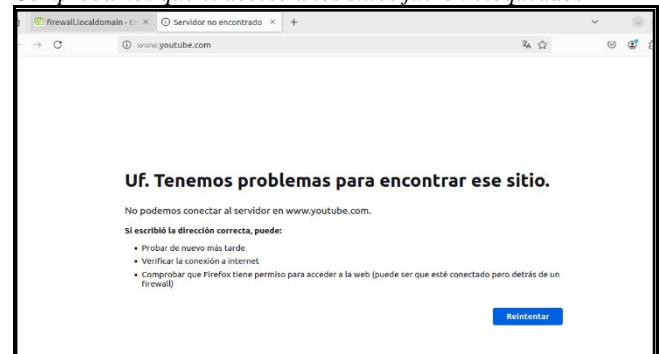 firewall.localdomain - E
Servidor no encontrado
www.youtube.com
Uf. Tenemos problemas para encontrar ese sitio.
No podemos conectar al servidor en www.youtube.com.
Si escribió la dirección correcta, puede:
• Probar de nuevo más tarde
• Verificar la conexión a internet
• Comprobar que Firefox tiene permiso para acceder a la web (puede ser que esté conectado pero detrás de un
firewall)
Reintentar